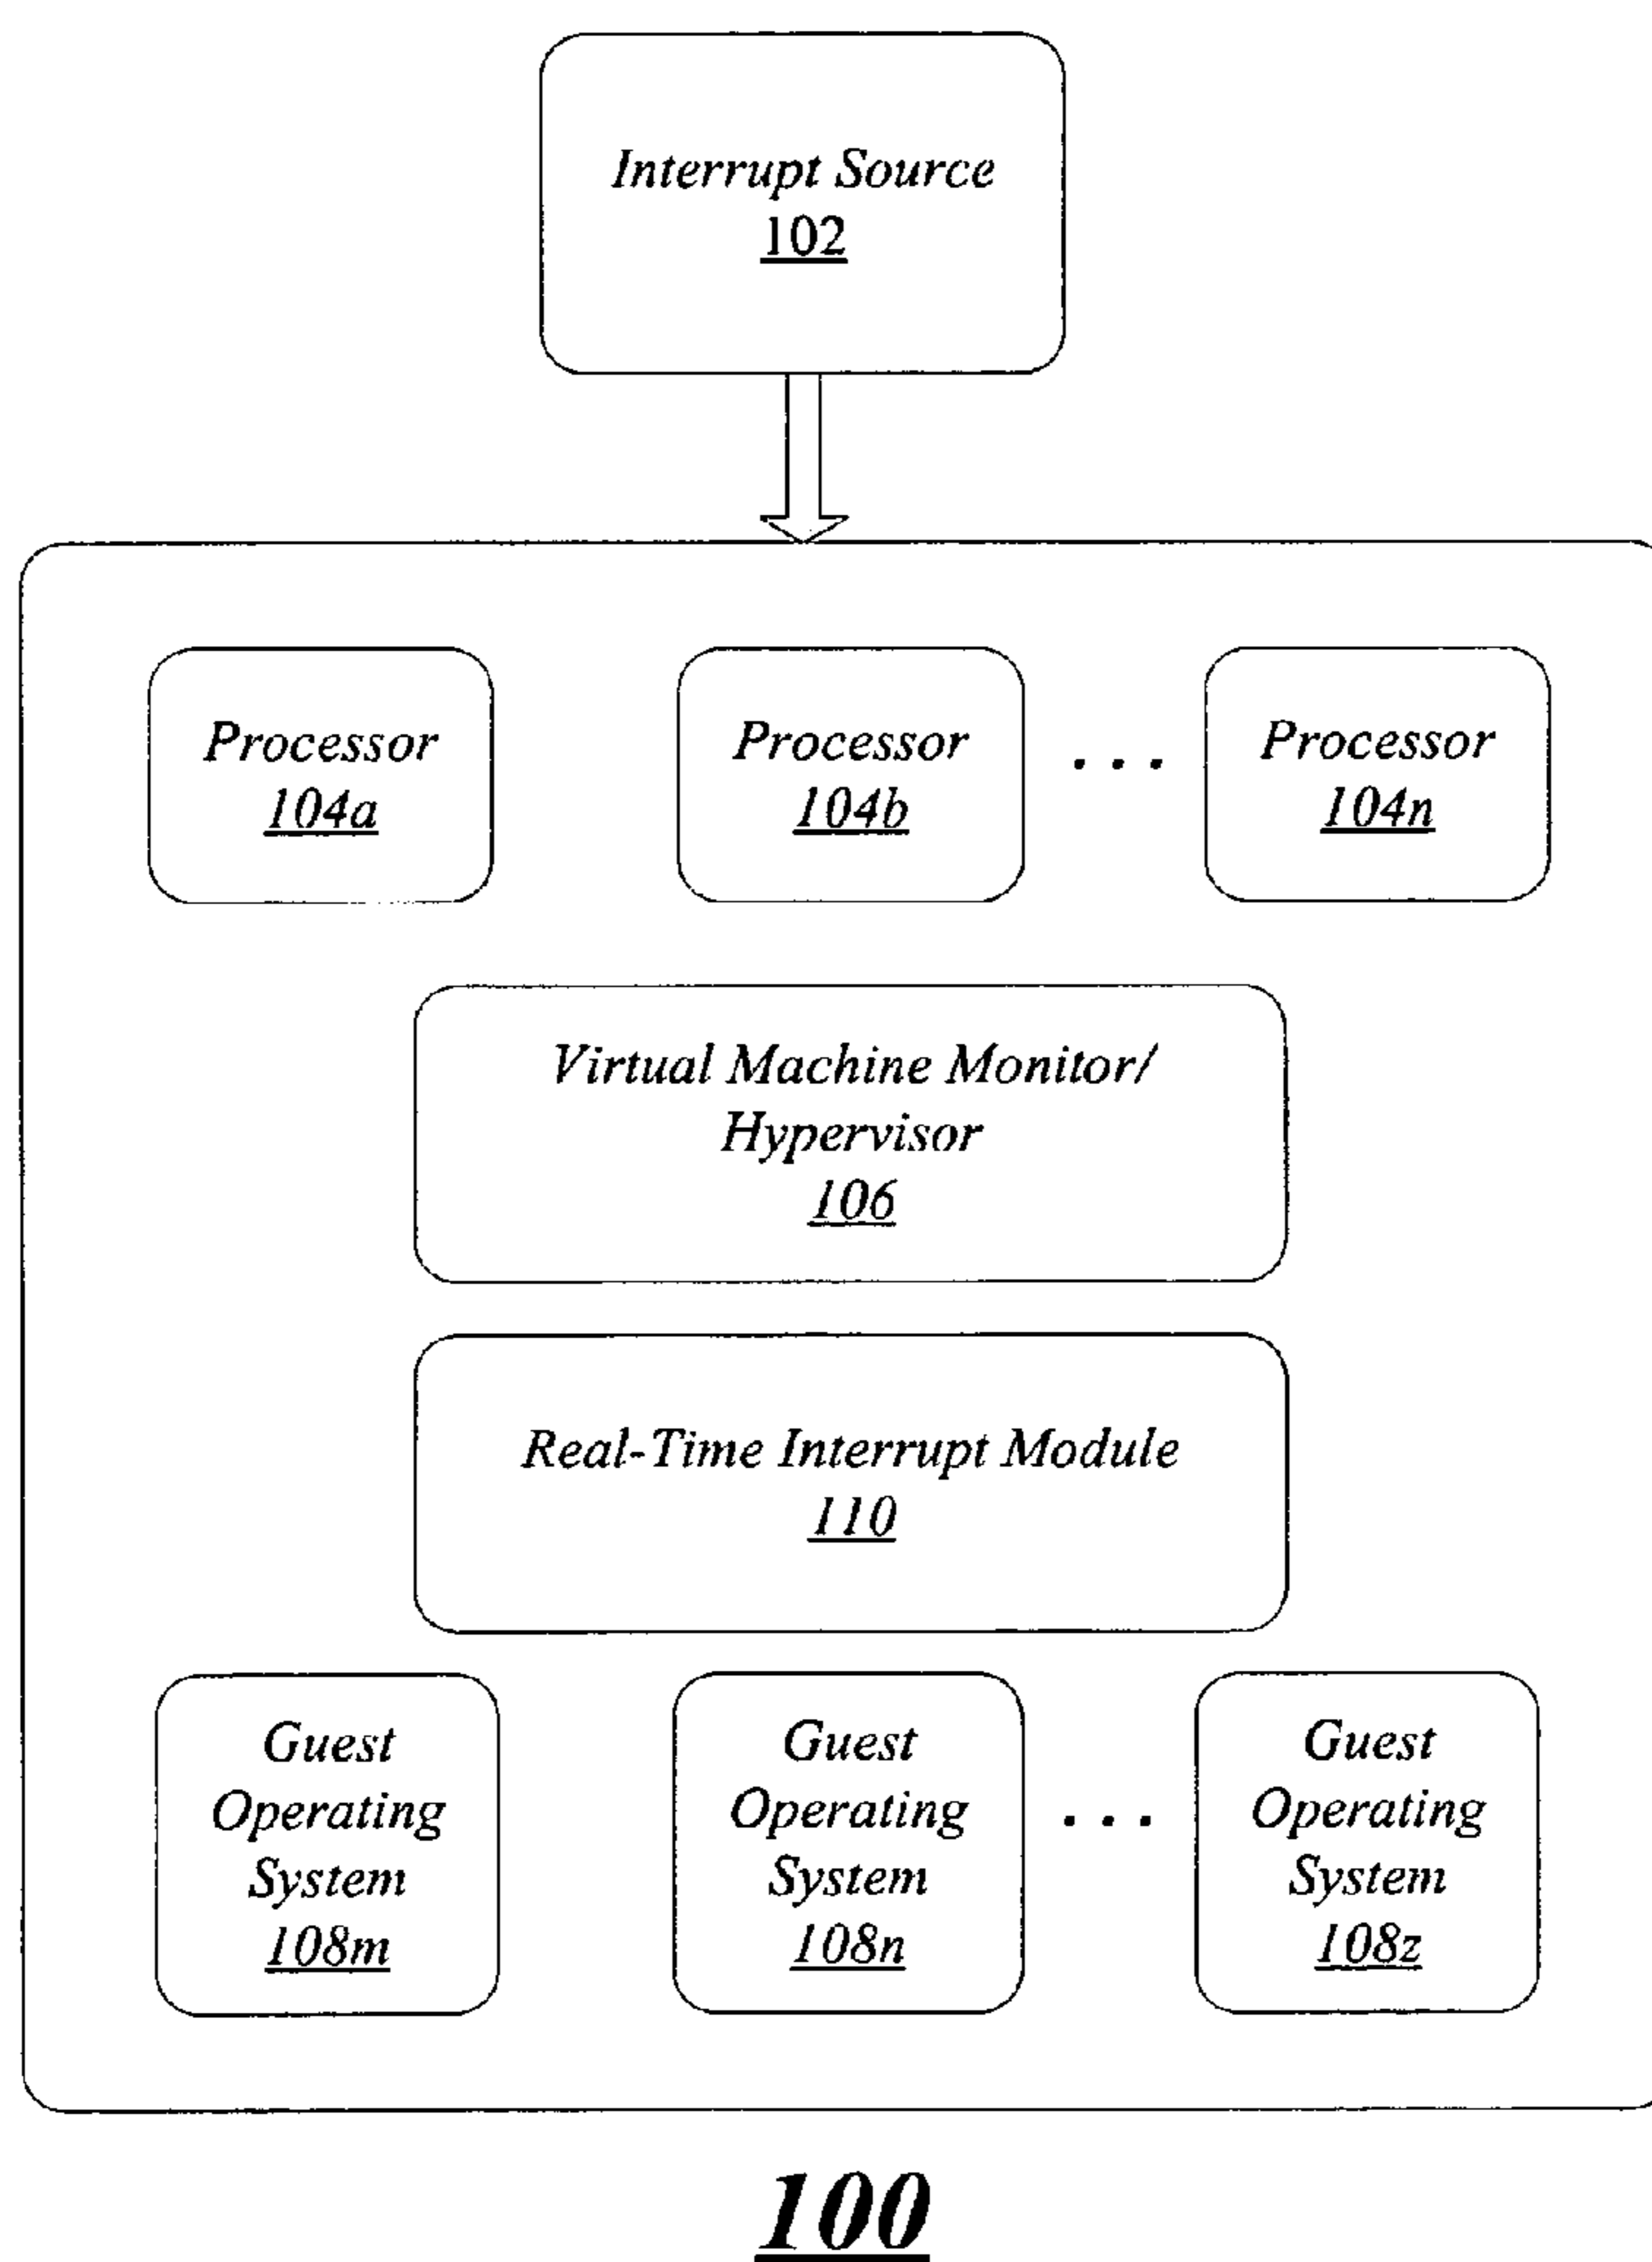 Interrupt Source
102
Processor
104a
Processor
104b
...
Processor
104n
Virtual Machine Monitor/
Hypervisor
106
Real-Time Interrupt Module
110
Guest
Operating
System
108m
Guest
Operating
System
108n
...
Guest
Operating
System
108z
100